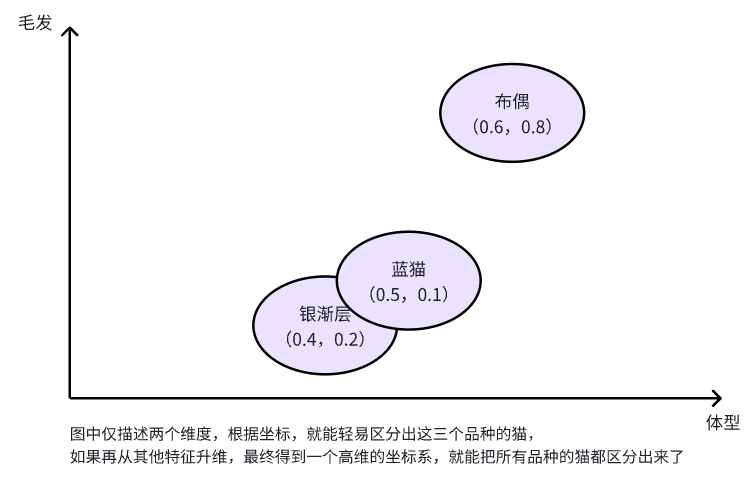 毛发
布偶
（0.6，0.8）
蓝猫
（0.5，0.1）
银渐层
（0.4，0.2）
体型
图中仅描述两个维度，根据坐标，就能轻易区分出这三个品种的猫，
如果再从其他特征升维，最终得到一个高维的坐标系，就能把所有品种的猫都区分出来了